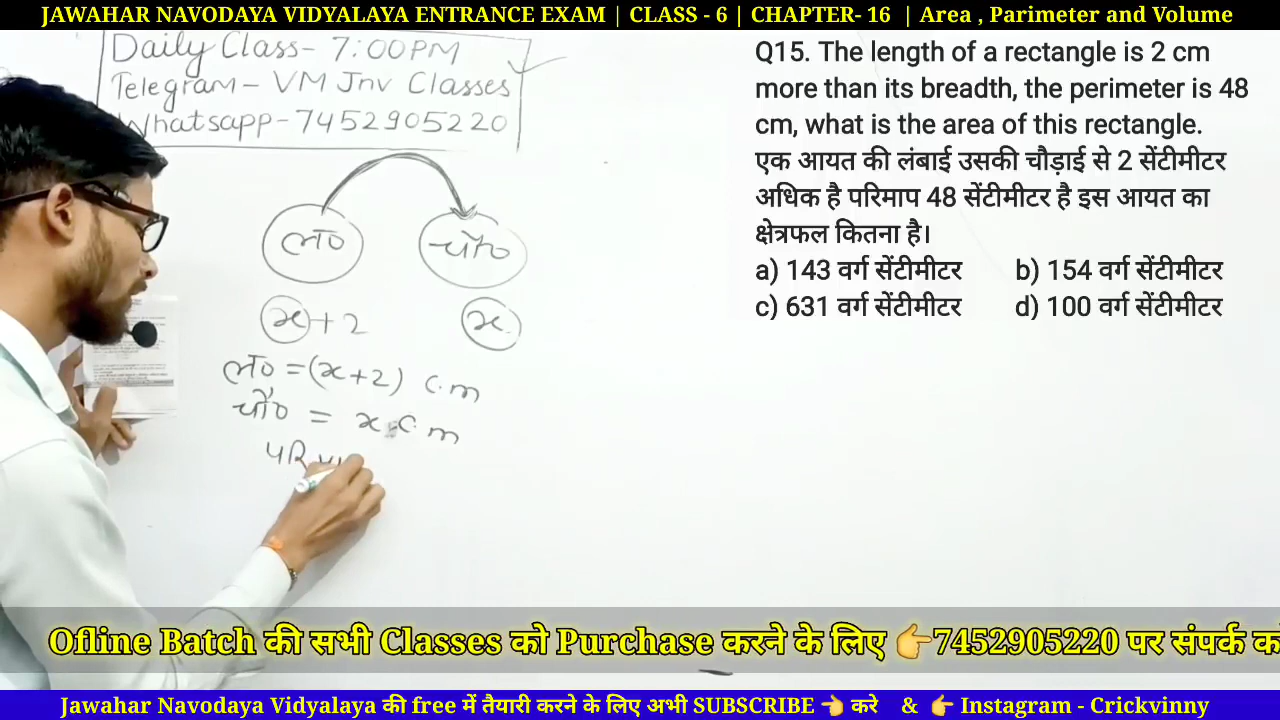 JAWAHAR NAVODAYA VIDYALAYA ENTRANCE EXAM | CLASS - 6 | CHAPTER- 16 | Area , Parimeter and Volume
Daily Class- 7:00PM
Telegram- VM Jnv Classes
Whatsapp-7452905220
लं० चौ०
x+2 x
लं० =(x+2) c.m
चौ० = x c.m
Q15. The length of a rectangle is 2 cm
more than its breadth, the perimeter is 48
cm, what is the area of this rectangle.
एक आयत की लंबाई उसकी चौड़ाई से 2 सेंटीमीटर
अधिक है परिमाप 48 सेंटीमीटर है इस आयत का
क्षेत्रफल कितना है।
a) 143 वर्ग सेंटीमीटर b) 154 वर्ग सेंटीमीटर
c) 631 वर्ग सेंटीमीटर d) 100 वर्ग सेंटीमीटर
Ofline Batch की सभी Classes को Purchase करने के लिए 👉7452905220 पर संपर्क
Jawahar Navodaya Vidyalaya की free में तैयारी करने के लिए अभी SUBSCRIBE 👈 करे & 👉 Instagram - Crickvinny